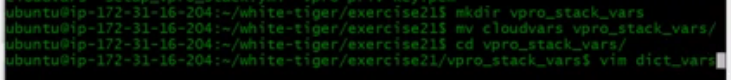 ubuntu@ip-172-31-16-204:~/white-tiger/exercise21$ mkdir vpro_stack_vars
ubuntu@ip-172-31-16-204:~/white-tiger/exercise21$ mv cloudvars vpro_stack_vars/
ubuntu@ip-172-31-16-204:~/white-tiger/exercise21$ cd vpro_stack_vars/
ubuntu@ip-172-31-16-204:~/white-tiger/exercise21/vpro_stack_vars$ vim dict_vars